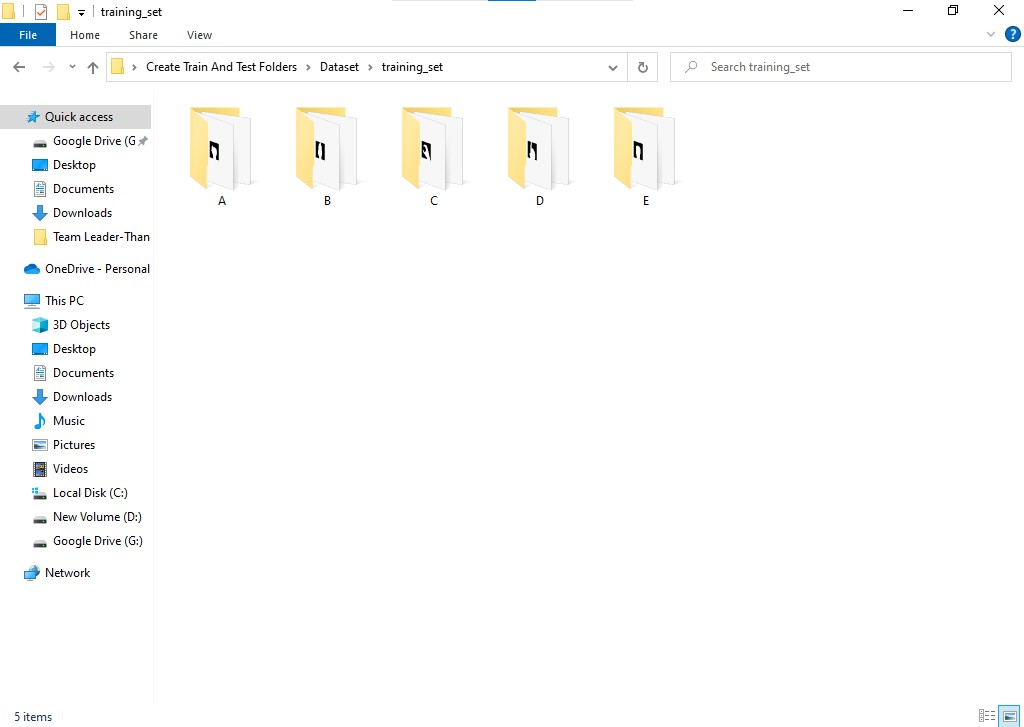 training_set
File Home Share View
Create Train And Test Folders Dataset training_set
Search training_set
Quick access
Google Drive (G
Desktop
Documents
Downloads
Team Leader-Than
OneDrive - Personal
This PC
3D Objects
Desktop
Documents
Downloads
Music
Pictures
Videos
Local Disk (C:)
New Volume (D:)
Google Drive (G:)
Network
A B C D E
5 items